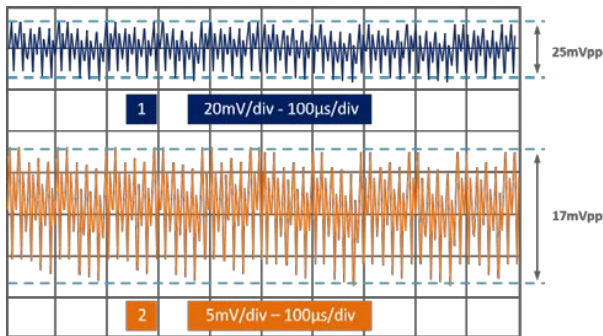 25mVpp
1
20mV/div - 100µs/div
17mVpp
2
5mV/div – 100µs/div